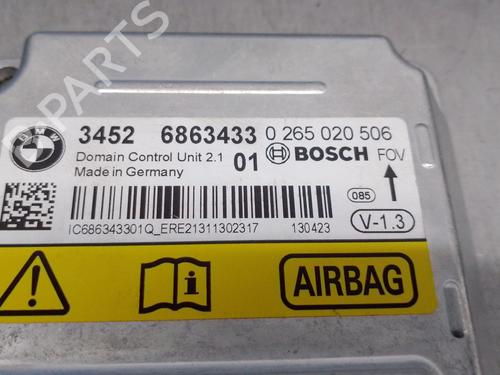 BMW
3452 6863433 0 265 020 506
Domain Control Unit 2.1 01 BOSCH FOV
Made in Germany
085
V-1.3
IC686343301Q_ERE21311302317 130423
AIRBAG